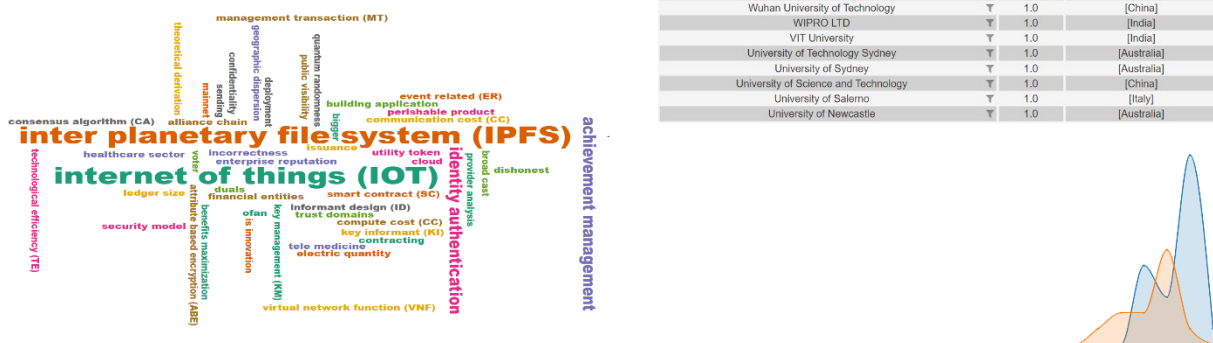 management transaction (MT)
theoretical derivation
mainnet
sending
confidentiality
geographic dispersion
deployment
public visibility
quantum randomness
event related (ER)
building application
perishable product
bigger
communication cost (CC)
consensus algorithm (CA)
alliance chain
inter planetary file system (IPFS)
achievement management
technological efficiency (TE)
healthcare sector
voter
incorrectness
issuance
utility token
enterprise reputation
cloud
identity authentication
provider analysis
broad cast
dishonest
internet of things (IOT)
ledger size
duals
financial entities
smart contract (SC)
attribute based encryption (ABE)
benefits maximization
ofan
is innovation
key management (KM)
Informant design (ID)
trust domains
compute cost (CC)
security model
key informant (KI)
contracting
tele medicine
electric quantity
virtual network function (VNF)
Wuhan University of Technology 1.0 [China]
WIPRO LTD 1.0 [India]
VIT University 1.0 [India]
University of Technology Sydney 1.0 [Australia]
University of Sydney 1.0 [Australia]
University of Science and Technology 1.0 [China]
University of Salerno 1.0 [Italy]
University of Newcastle 1.0 [Australia]